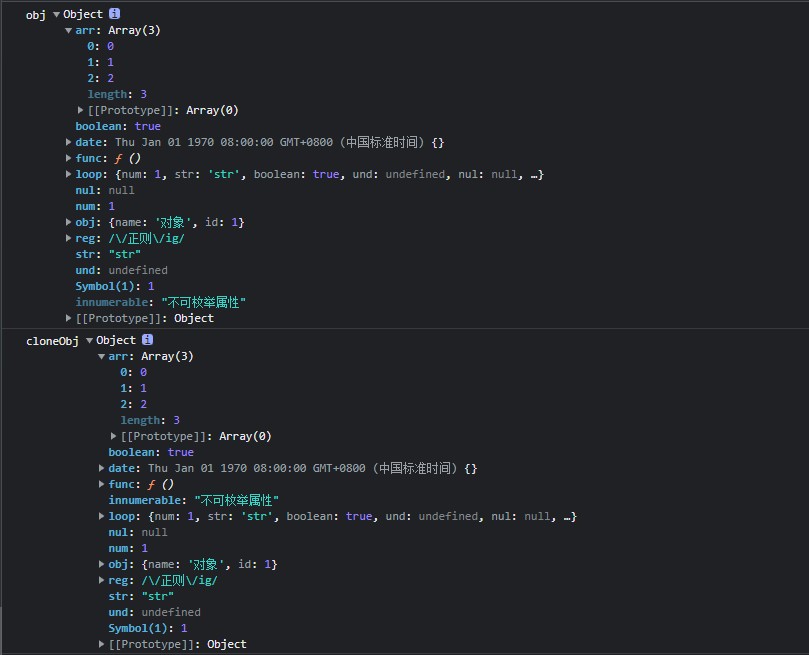 obj ▼Object i
▼arr: Array(3)
0: 0
1: 1
2: 2
length: 3
▶[[Prototype]]: Array(0)
boolean: true
▶date: Thu Jan 01 1970 08:00:00 GMT+0800 (中国标准时间) {}
▶func: ƒ ()
▶loop: {num: 1, str: 'str', boolean: true, und: undefined, nul: null, …}
nul: null
num: 1
▶obj: {name: '对象', id: 1}
▶reg: /\/正则\/ig/
str: "str"
und: undefined
Symbol(1): 1
innumerable: "不可枚举属性"
▶[[Prototype]]: Object
cloneObj ▼Object i
▼arr: Array(3)
0: 0
1: 1
2: 2
length: 3
▶[[Prototype]]: Array(0)
boolean: true
▶date: Thu Jan 01 1970 08:00:00 GMT+0800 (中国标准时间) {}
▶func: ƒ ()
innumerable: "不可枚举属性"
▶loop: {num: 1, str: 'str', boolean: true, und: undefined, nul: null, …}
nul: null
num: 1
▶obj: {name: '对象', id: 1}
▶reg: /\/正则\/ig/
str: "str"
und: undefined
Symbol(1): 1
▶[[Prototype]]: Object